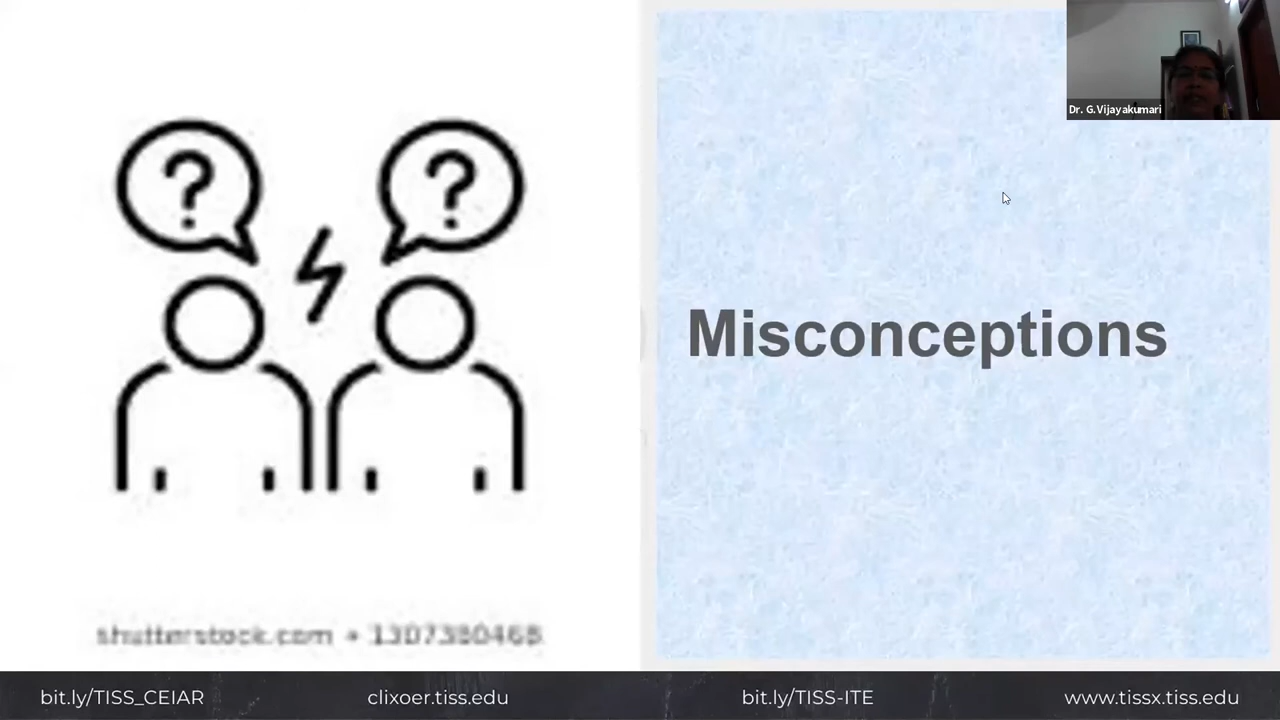 Dr. G.Vijayakumari
?
?
Misconceptions
shutterstock.com • 1307380468
bit.ly/TISS_CEIAR
clixoer.tiss.edu
bit.ly/TISS-ITE
www.tissx.tiss.edu